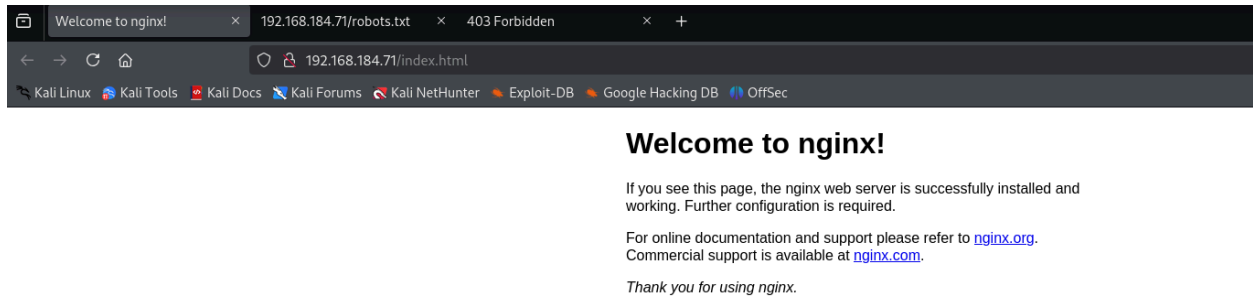 Welcome to nginx!
192.168.184.71/robots.txt
403 Forbidden
192.168.184.71/index.html
Kali Linux
Kali Tools
Kali Docs
Kali Forums
Kali NetHunter
Exploit-DB
Google Hacking DB
OffSec
Welcome to nginx!
If you see this page, the nginx web server is successfully installed and
working. Further configuration is required.
For online documentation and support please refer to nginx.org.
Commercial support is available at nginx.com.
Thank you for using nginx.